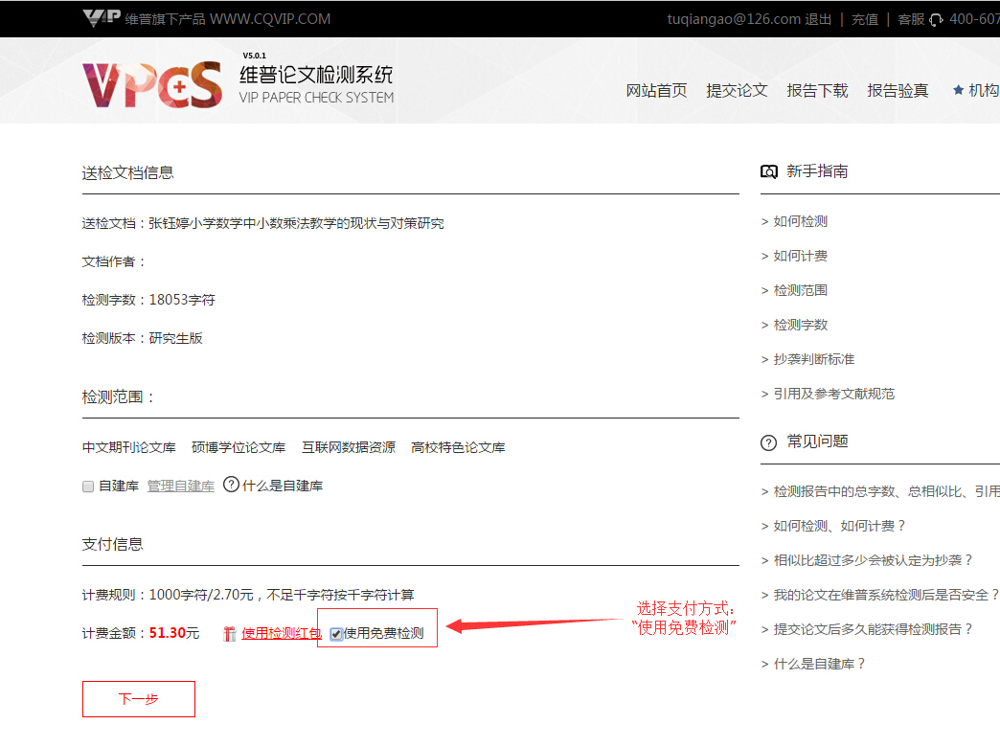 VIP 维普旗下产品 WWW.CQVIP.COM
tuqiangao@126.com 退出 | 充值 | 客服 400-607
VPCS
V5.0.1
维普论文检测系统
VIP PAPER CHECK SYSTEM
网站首页 提交论文 报告下载 报告验真 ★ 机构
送检文档信息
送检文档：张钰婷小学数学中小数乘法教学的现状与对策研究
文档作者：
检测字数：18053字符
检测版本：研究生版
检测范围：
中文期刊论文库 硕博学位论文库 互联网数据资源 高校特色论文库
自建库 管理自建库 ? 什么是自建库
支付信息
计费规则：1000字符/2.70元，不足千字符按千字符计算
计费金额：51.30元 使用检测红包 使用免费检测
选择支付方式：
“使用免费检测”
下一步
新手指南
> 如何检测
> 如何计费
> 检测范围
> 检测字数
> 抄袭判断标准
> 引用及参考文献规范
? 常见问题
> 检测报告中的总字数、总相似比、引用
> 如何检测、如何计费？
> 相似比超过多少会被认定为抄袭？
> 我的论文在维普系统检测后是否安全？
> 提交论文后多久能获得检测报告？
> 什么是自建库？